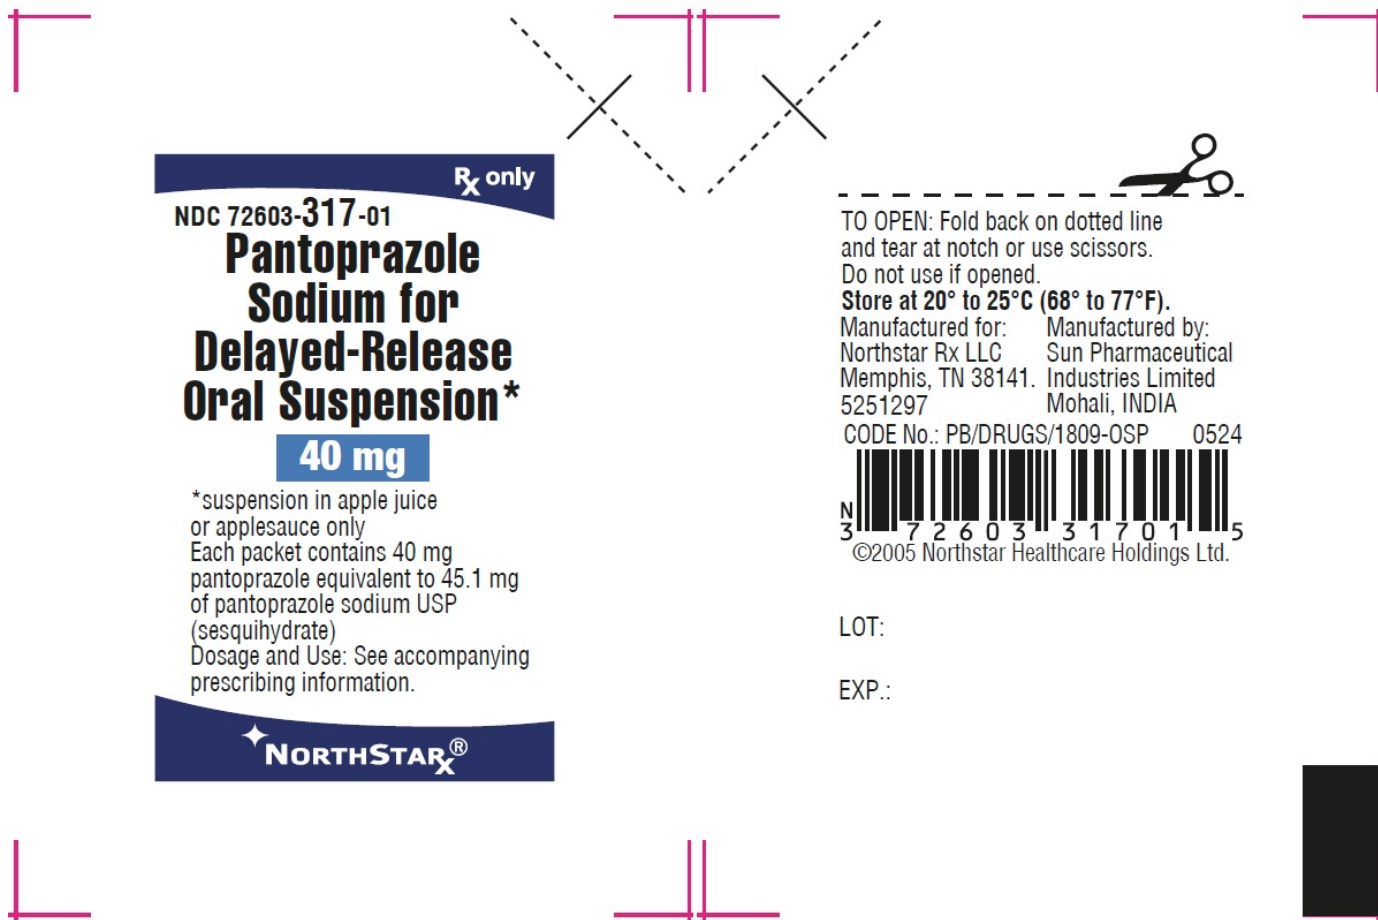 Rx only
NDC 72603-317-01
Pantoprazole
Sodium for
Delayed-Release
Oral Suspension*
40 mg
*suspension in apple juice
or applesauce only
Each packet contains 40 mg
pantoprazole equivalent to 45.1 mg
of pantoprazole sodium USP
(sesquihydrate)
Dosage and Use: See accompanying
prescribing information.
NORTHSTARx®
TO OPEN: Fold back on dotted line
and tear at notch or use scissors.
Do not use if opened.
Store at 20° to 25°C (68° to 77°F).
Manufactured for:
Northstar Rx LLC
Memphis, TN 38141.
5251297
Manufactured by:
Sun Pharmaceutical
Industries Limited
Mohali, INDIA
CODE No.: PB/DRUGS/1809-OSP 0524
N
3 72603 31701 5
©2005 Northstar Healthcare Holdings Ltd.
LOT:
EXP.: